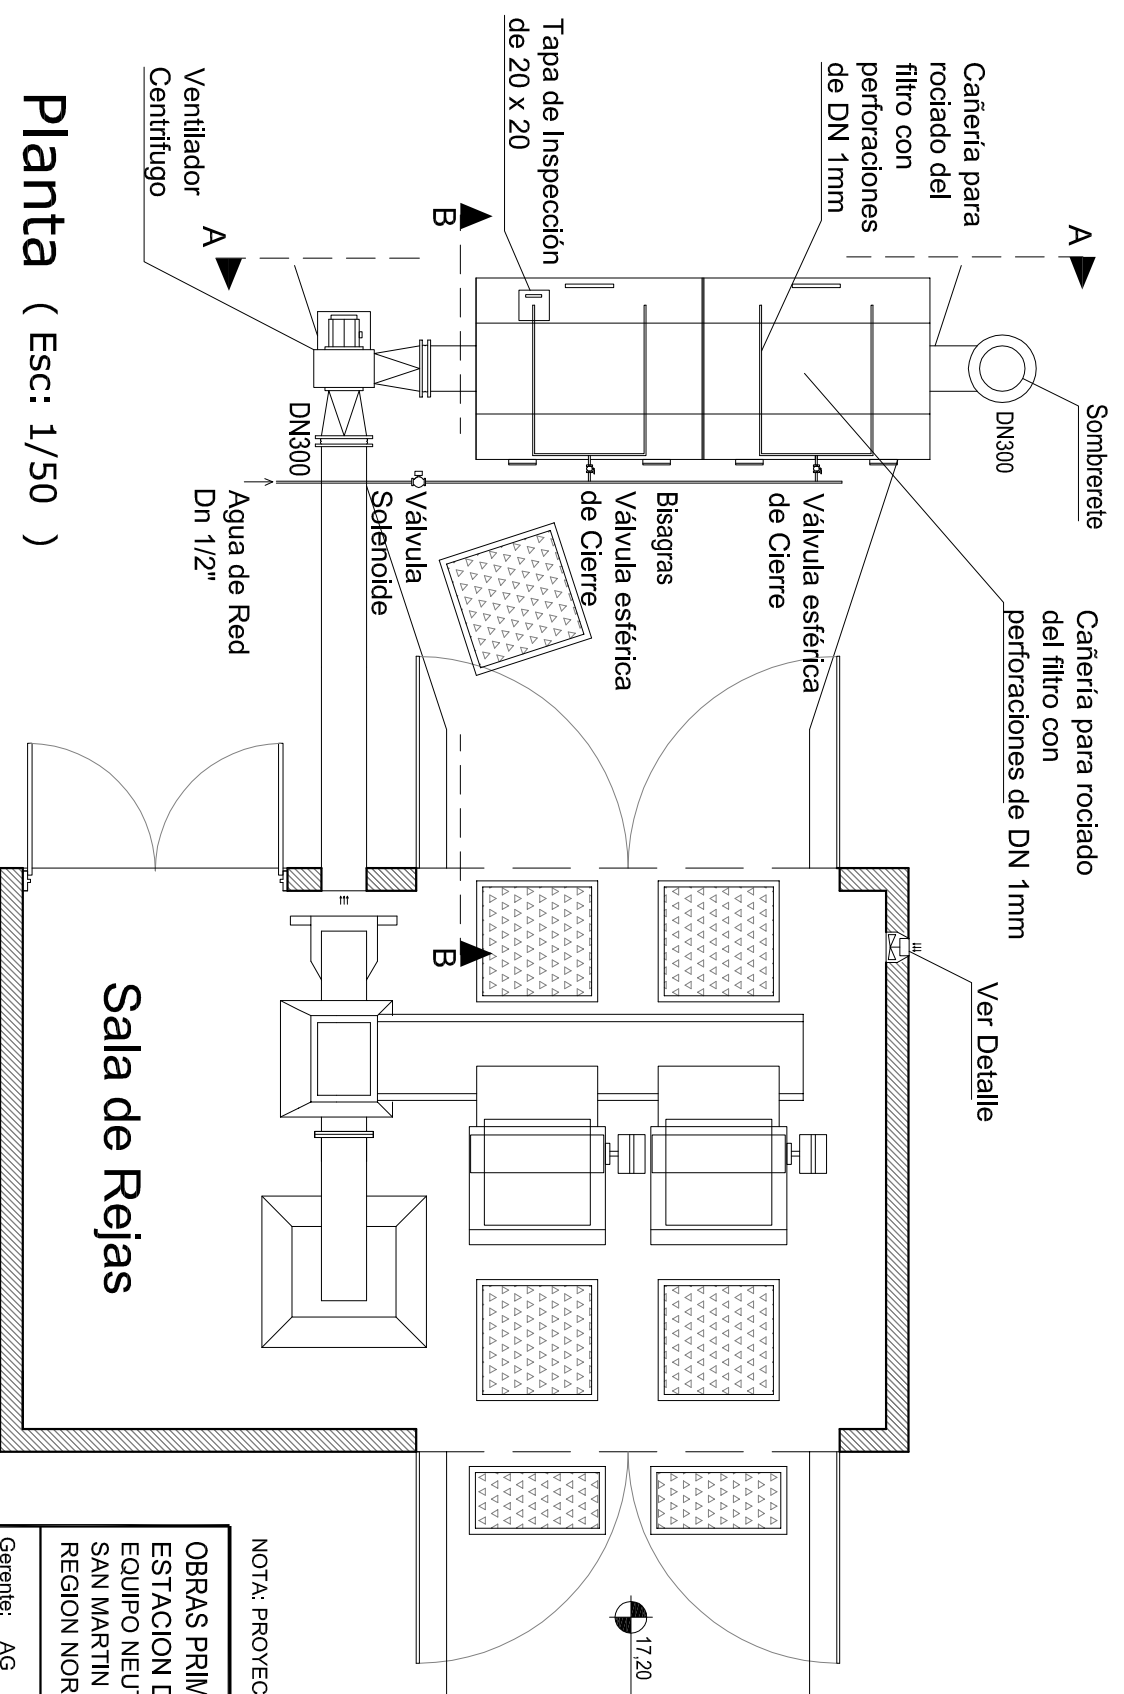 Sombrerete
DN300
A
Cañería para
rociado del
filtro con
perforaciones
de DN 1mm
Cañería para rociado
del filtro con
perforaciones de DN 1mm
Ver Detalle
Tapa de Inspección
de 20 x 20
B
Válvula esférica
de Cierre
Bisagras
Válvula esférica
de Cierre
Válvula
Solenoide
B
17,20
Ventilador
Centrifugo
A
DN300
Agua de Red
Dn 1/2"
Sala de Rejas
Planta ( Esc: 1/50 )
NOTA: PROYEC
OBRAS PRIM
ESTACION D
EQUIPO NEUT
SAN MARTIN
REGION NOR
Gerente: AG